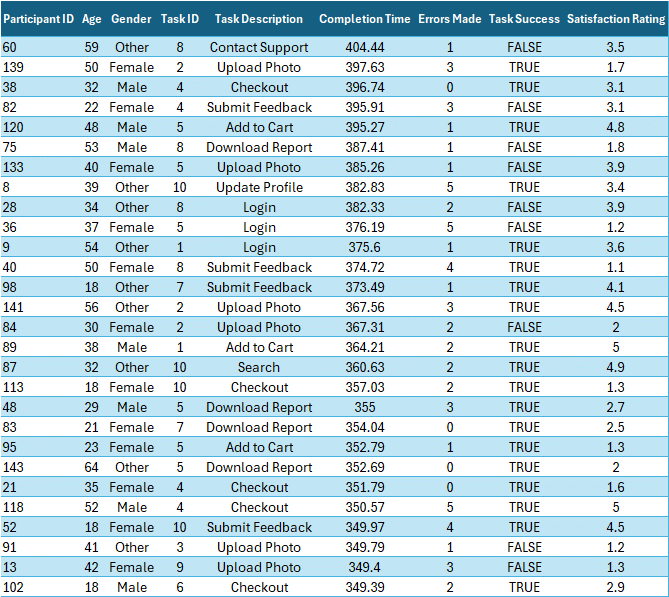 Participant ID Age Gender Task ID Task Description Completion Time Errors Made Task Success Satisfaction Rating
60 59 Other 8 Contact Support 404.44 1 FALSE 3.5
139 50 Female 2 Upload Photo 397.63 3 TRUE 1.7
38 32 Male 4 Checkout 396.74 0 TRUE 3.1
82 22 Female 4 Submit Feedback 395.91 3 FALSE 3.1
120 48 Male 5 Add to Cart 395.27 1 TRUE 4.8
75 53 Male 8 Download Report 387.41 1 FALSE 1.8
133 40 Female 5 Upload Photo 385.26 1 FALSE 3.9
8 39 Other 10 Update Profile 382.83 5 TRUE 3.4
28 34 Other 8 Login 382.33 2 FALSE 3.9
36 37 Female 5 Login 376.19 5 FALSE 1.2
9 54 Other 1 Login 375.6 1 TRUE 3.6
40 50 Female 8 Submit Feedback 374.72 4 TRUE 1.1
98 18 Other 7 Submit Feedback 373.49 1 TRUE 4.1
141 56 Other 2 Upload Photo 367.56 3 TRUE 4.5
84 30 Female 2 Upload Photo 367.31 2 FALSE 2
89 38 Male 1 Add to Cart 364.21 2 TRUE 5
87 32 Other 10 Search 360.63 2 TRUE 4.9
113 18 Female 10 Checkout 357.03 2 TRUE 1.3
48 29 Male 5 Download Report 355 3 TRUE 2.7
83 21 Female 7 Download Report 354.04 0 TRUE 2.5
95 23 Female 5 Add to Cart 352.79 1 TRUE 1.3
143 64 Other 5 Download Report 352.69 0 TRUE 2
21 35 Female 4 Checkout 351.79 0 TRUE 1.6
118 52 Male 4 Checkout 350.57 5 TRUE 5
52 18 Female 10 Submit Feedback 349.97 4 TRUE 4.5
91 41 Other 3 Upload Photo 349.79 1 FALSE 1.2
13 42 Female 9 Upload Photo 349.4 3 FALSE 1.3
102 18 Male 6 Checkout 349.39 2 TRUE 2.9